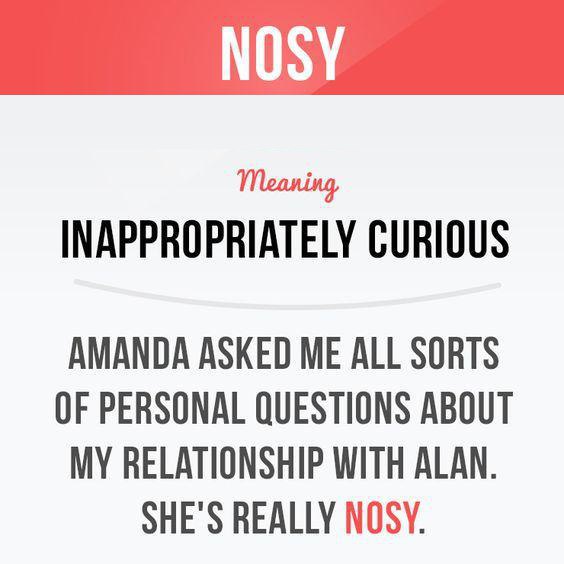 NOSY
Meaning
INAPPROPRIATELY CURIOUS
AMANDA ASKED ME ALL SORTS
OF PERSONAL QUESTIONS ABOUT
MY RELATIONSHIP WITH ALAN.
SHE'S REALLY NOSY.